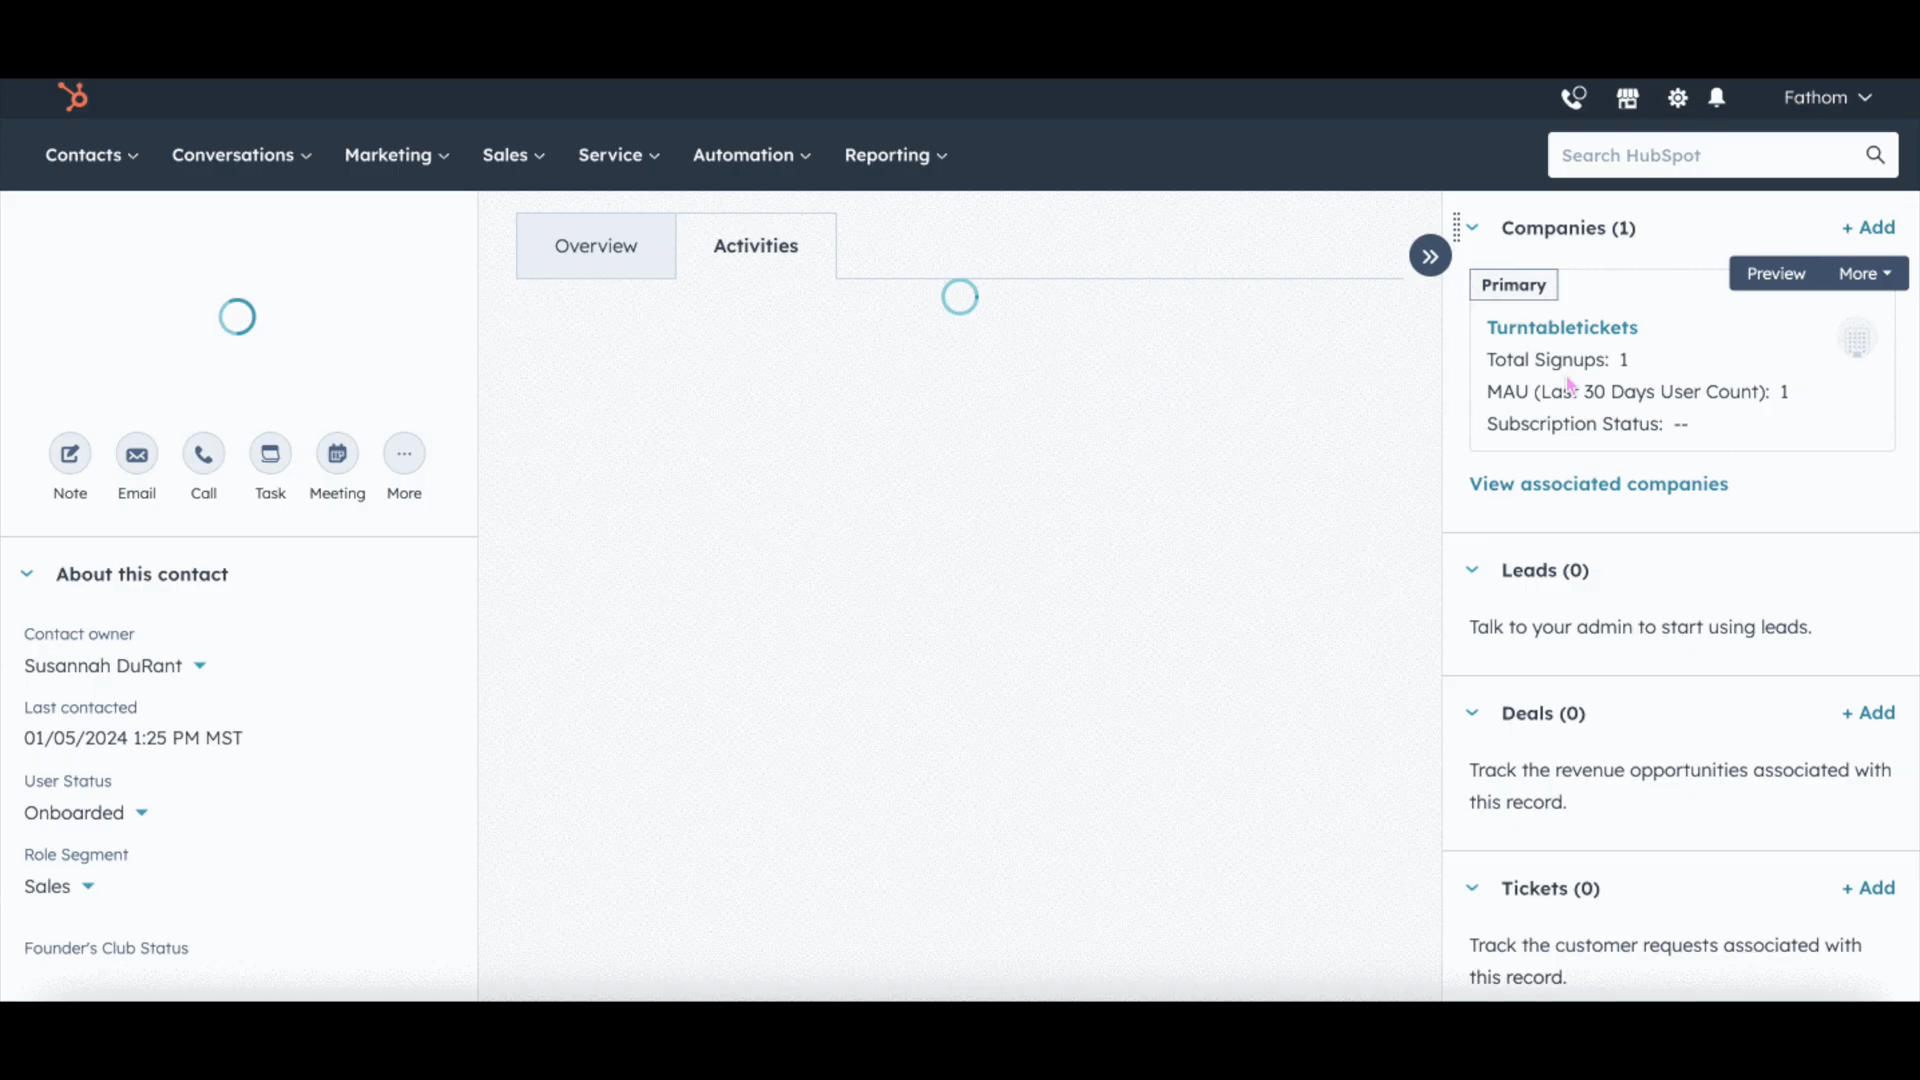 Fathom
Contacts
Conversations
Marketing
Sales
Service
Automation
Reporting
Search HubSpot
Note
Email
Call
Task
Meeting
More
About this contact
Contact owner
Susannah DuRant
Last contacted
01/05/2024 1:25 PM MST
User Status
Onboarded
Role Segment
Sales
Founder's Club Status
Overview
Activities
Companies (1)
+ Add
Preview
More
Primary
Turntabletickets
Total Signups: 1
MAU (Last 30 Days User Count): 1
Subscription Status: --
View associated companies
Leads (0)
Talk to your admin to start using leads.
Deals (0)
+ Add
Track the revenue opportunities associated with
this record.
Tickets (0)
+ Add
Track the customer requests associated with
this record.